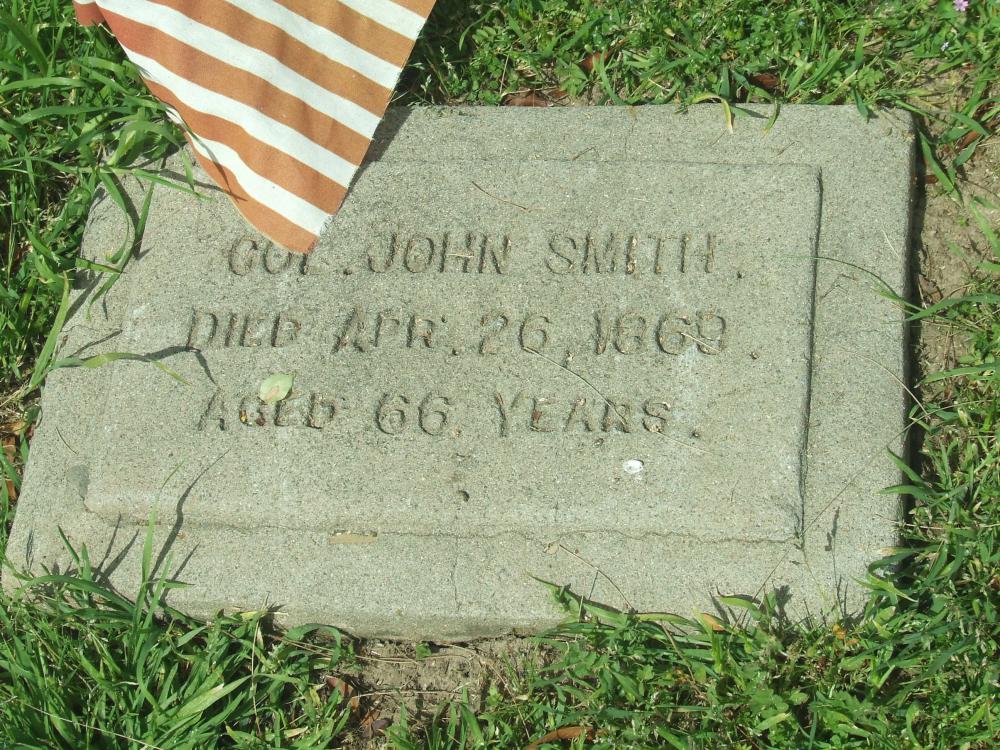 COL. JOHN SMITH.
DIED APR. 26, 1869.
AGED 66 YEARS.